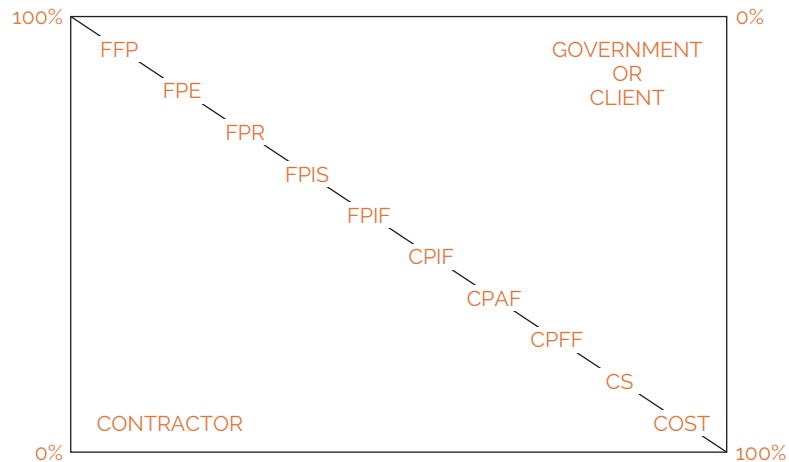 100%
0%
FFP
GOVERNMENT
OR
CLIENT
FPE
FPR
FPIS
FPIF
CPIF
CPAF
CPFF
CS
CONTRACTOR
COST
0%
100%